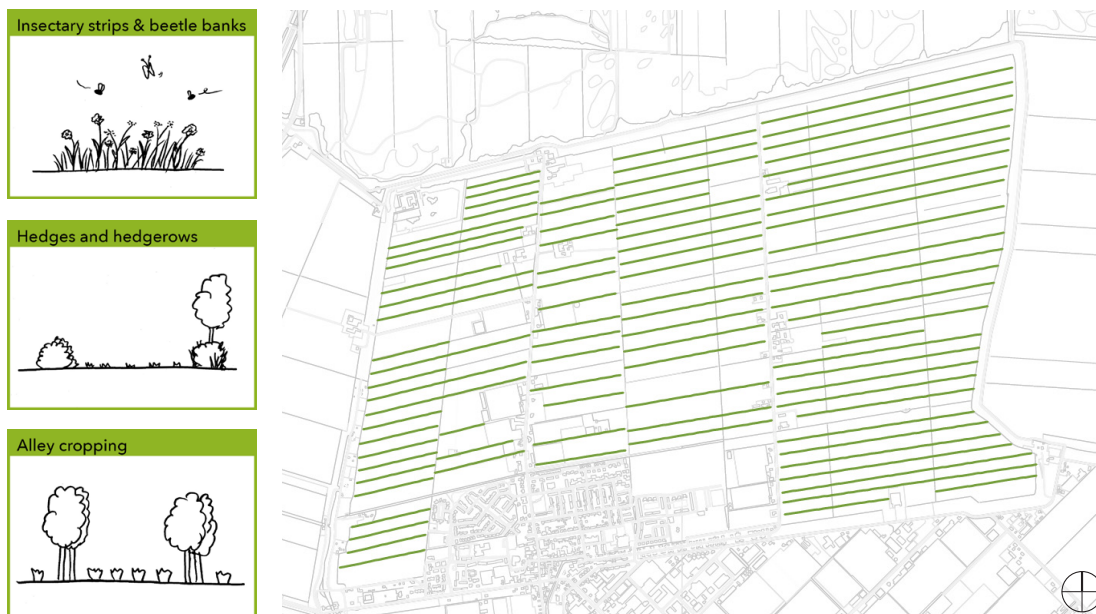 Insectary strips & beetle banks
Hedges and hedgerows
Alley cropping